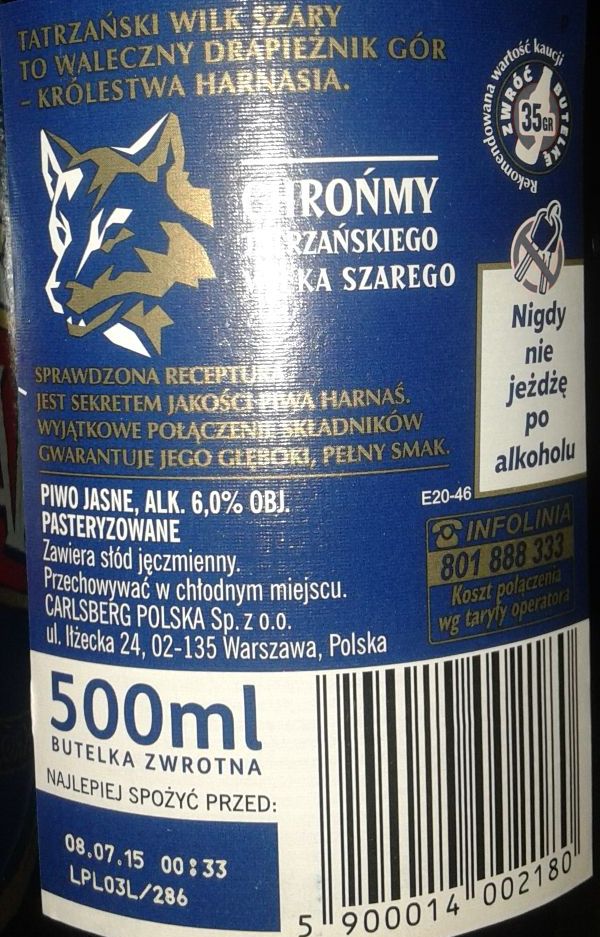 TATRZAŃSKI WILK SZARY
TO WALECZNY DRAPIEŻNIK GÓR
– KRÓLESTWA HARNASIA.
Rekomendowana wartość kaucji
ZWRÓĆ BUTELKĘ
35GR
CHROŃMY
TATRZAŃSKIEGO
WILKA SZAREGO
Nigdy
nie
jeżdżę
po
alkoholu
SPRAWDZONA RECEPTURA
JEST SEKRETEM JAKOŚCI PIWA HARNAŚ.
WYJĄTKOWE POŁĄCZENIE SKŁADNIKÓW
GWARANTUJE JEGO GŁĘBOKI, PEŁNY SMAK.
PIWO JASNE, ALK. 6,0% OBJ.
PASTERYZOWANE
Zawiera słód jęczmienny.
Przechowywać w chłodnym miejscu.
CARLSBERG POLSKA Sp. z o.o.
ul. Iłżecka 24, 02-135 Warszawa, Polska
E20-46
INFOLINIA
801 888 333
Koszt połączenia
wg taryfy operatora
500ml
BUTELKA ZWROTNA
NAJLEPIEJ SPOŻYĆ PRZED:
08.07.15 00:33
LPL03L/286
5 900014 002180